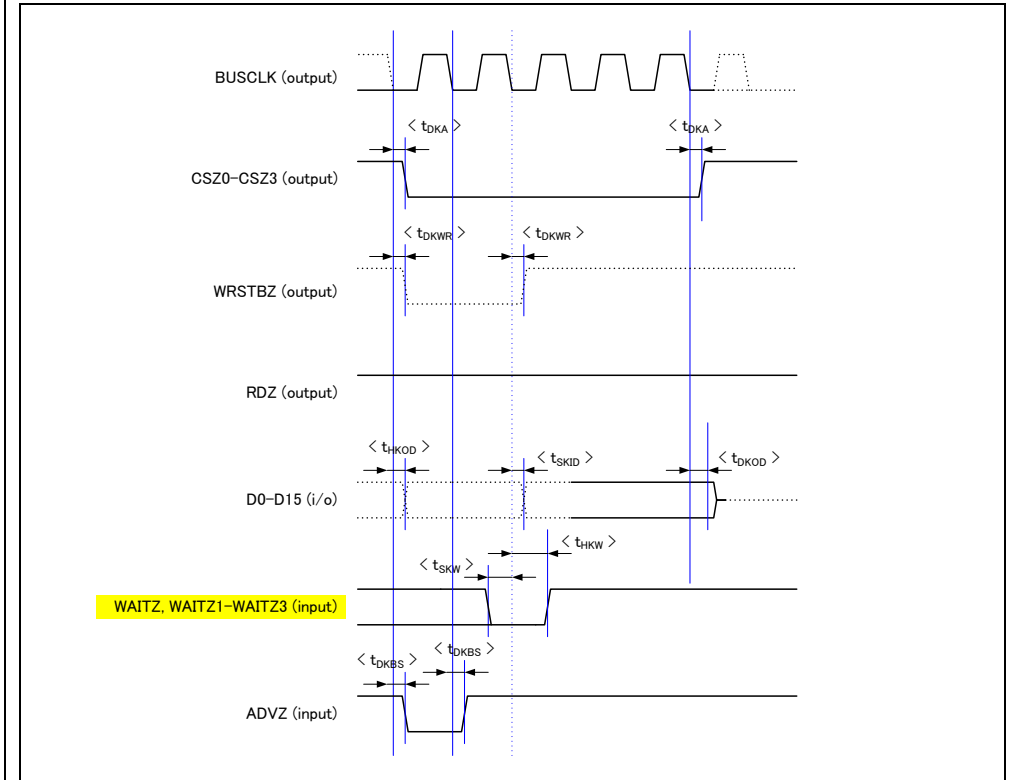 BUSCLK (output)
< tDKA > < tDKA >
CSZ0-CSZ3 (output)
< tDKWR > < tDKWR >
WRSTBZ (output)
RDZ (output)
< tHKOD > < tSKID > < tDKOD >
D0-D15 (i/o)
< tHKW >
< tSKW >
WAITZ, WAITZ1-WAITZ3 (input)
< tDKBS > < tDKBS >
ADVZ (input)